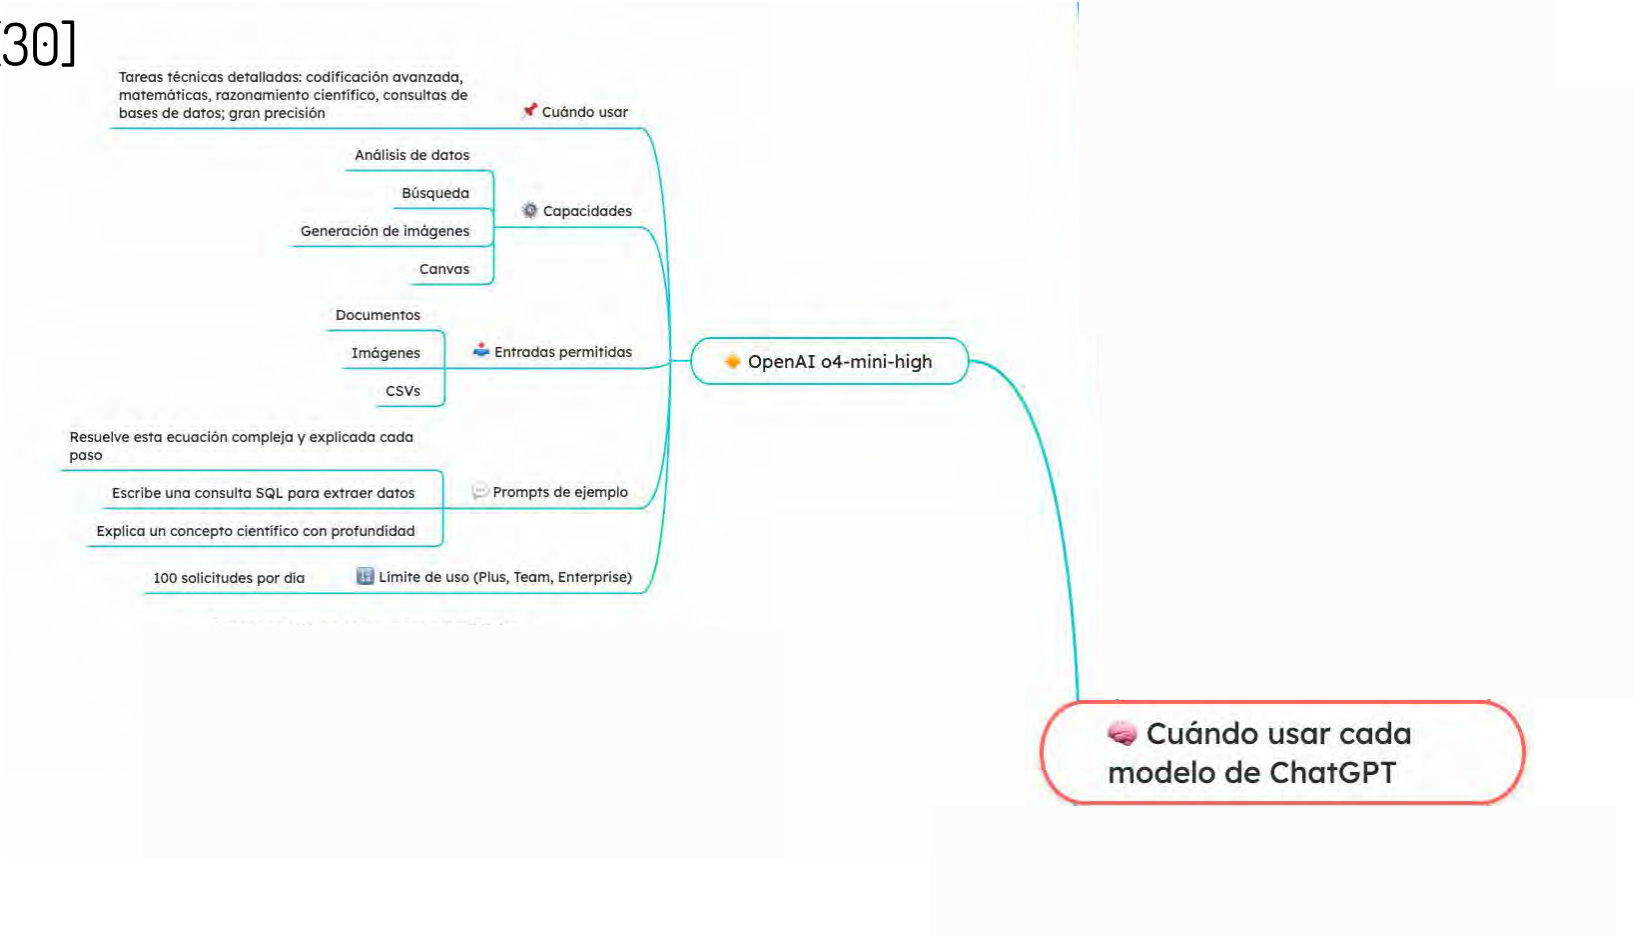 [30]
Tareas técnicas detalladas: codificación avanzada,
matemáticas, razonamiento científico, consultas de
bases de datos; gran precisión
Cuándo usar
Análisis de datos
Búsqueda
Generación de imágenes
Canvas
Capacidades
Documentos
Imágenes
CSVs
Entradas permitidas
OpenAI o4-mini-high
Resuelve esta ecuación compleja y explicada cada
paso
Escribe una consulta SQL para extraer datos
Explica un concepto científico con profundidad
Prompts de ejemplo
100 solicitudes por día
Límite de uso (Plus, Team, Enterprise)
Cuándo usar cada
modelo de ChatGPT